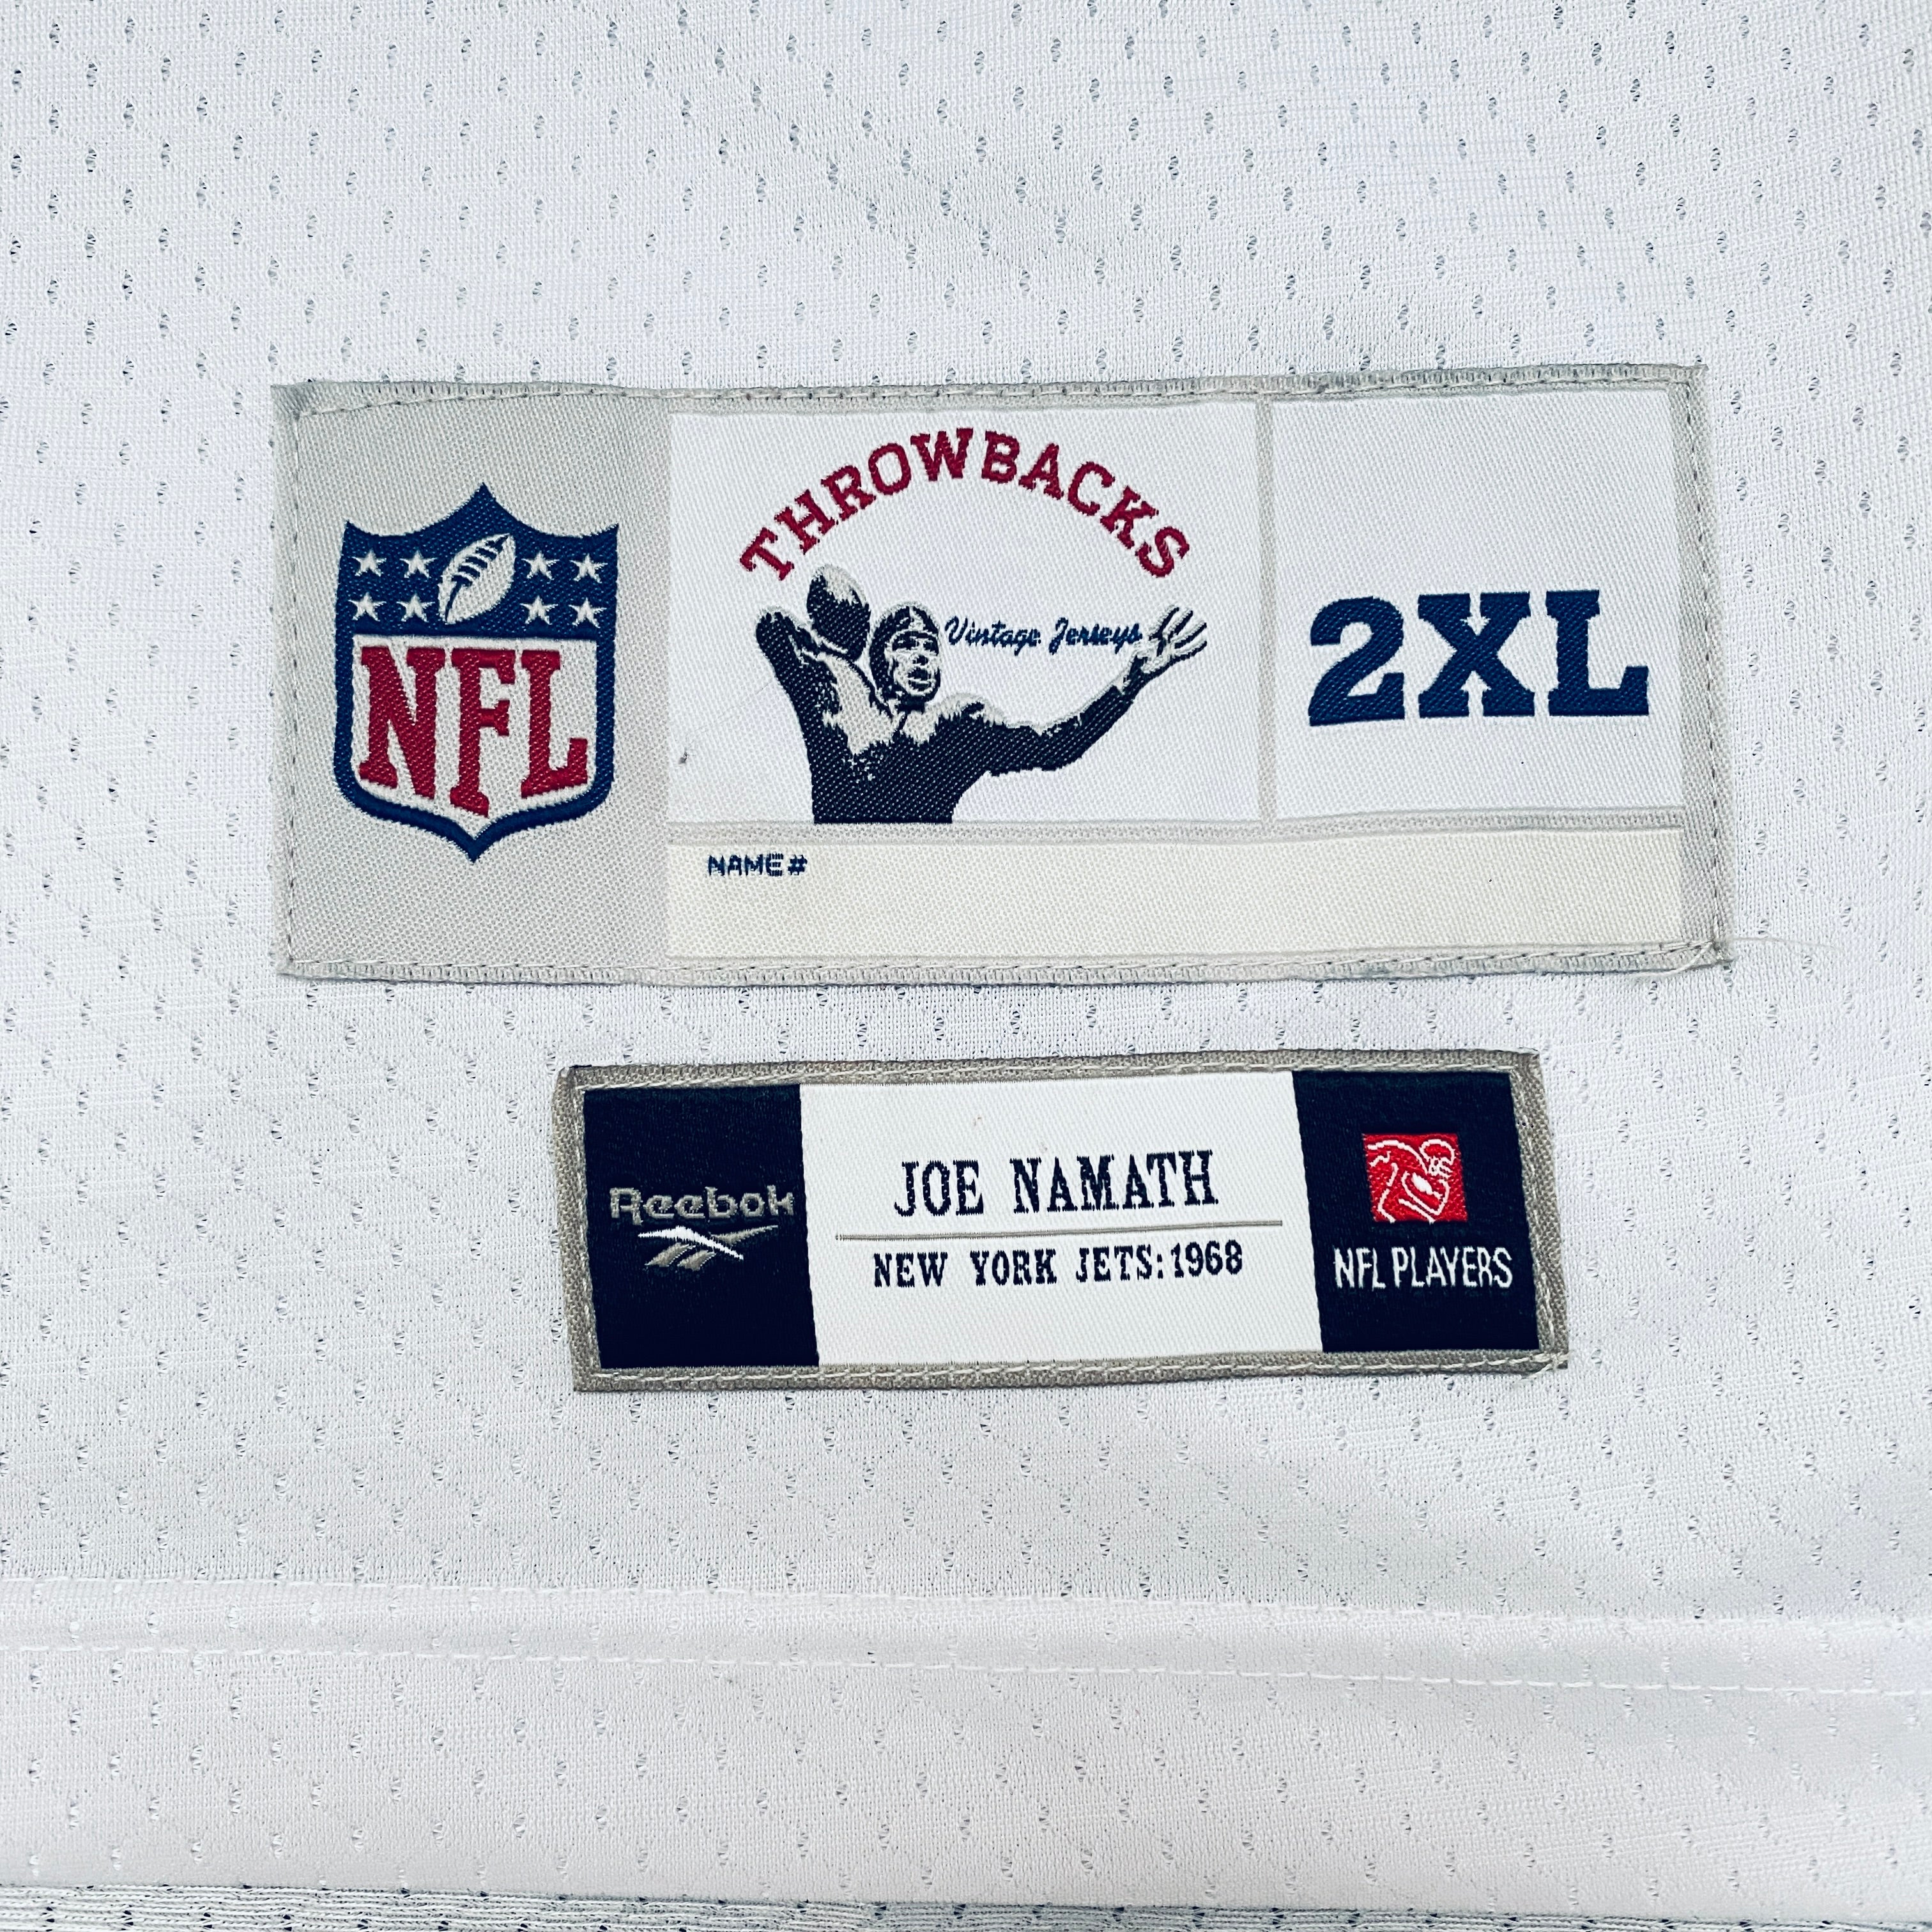 THROWBACKS
Vintage Jerseys
NFL
2XL
NAME #
Reebok
JOE NAMATH
NEW YORK JETS:1968
NFL PLAYERS